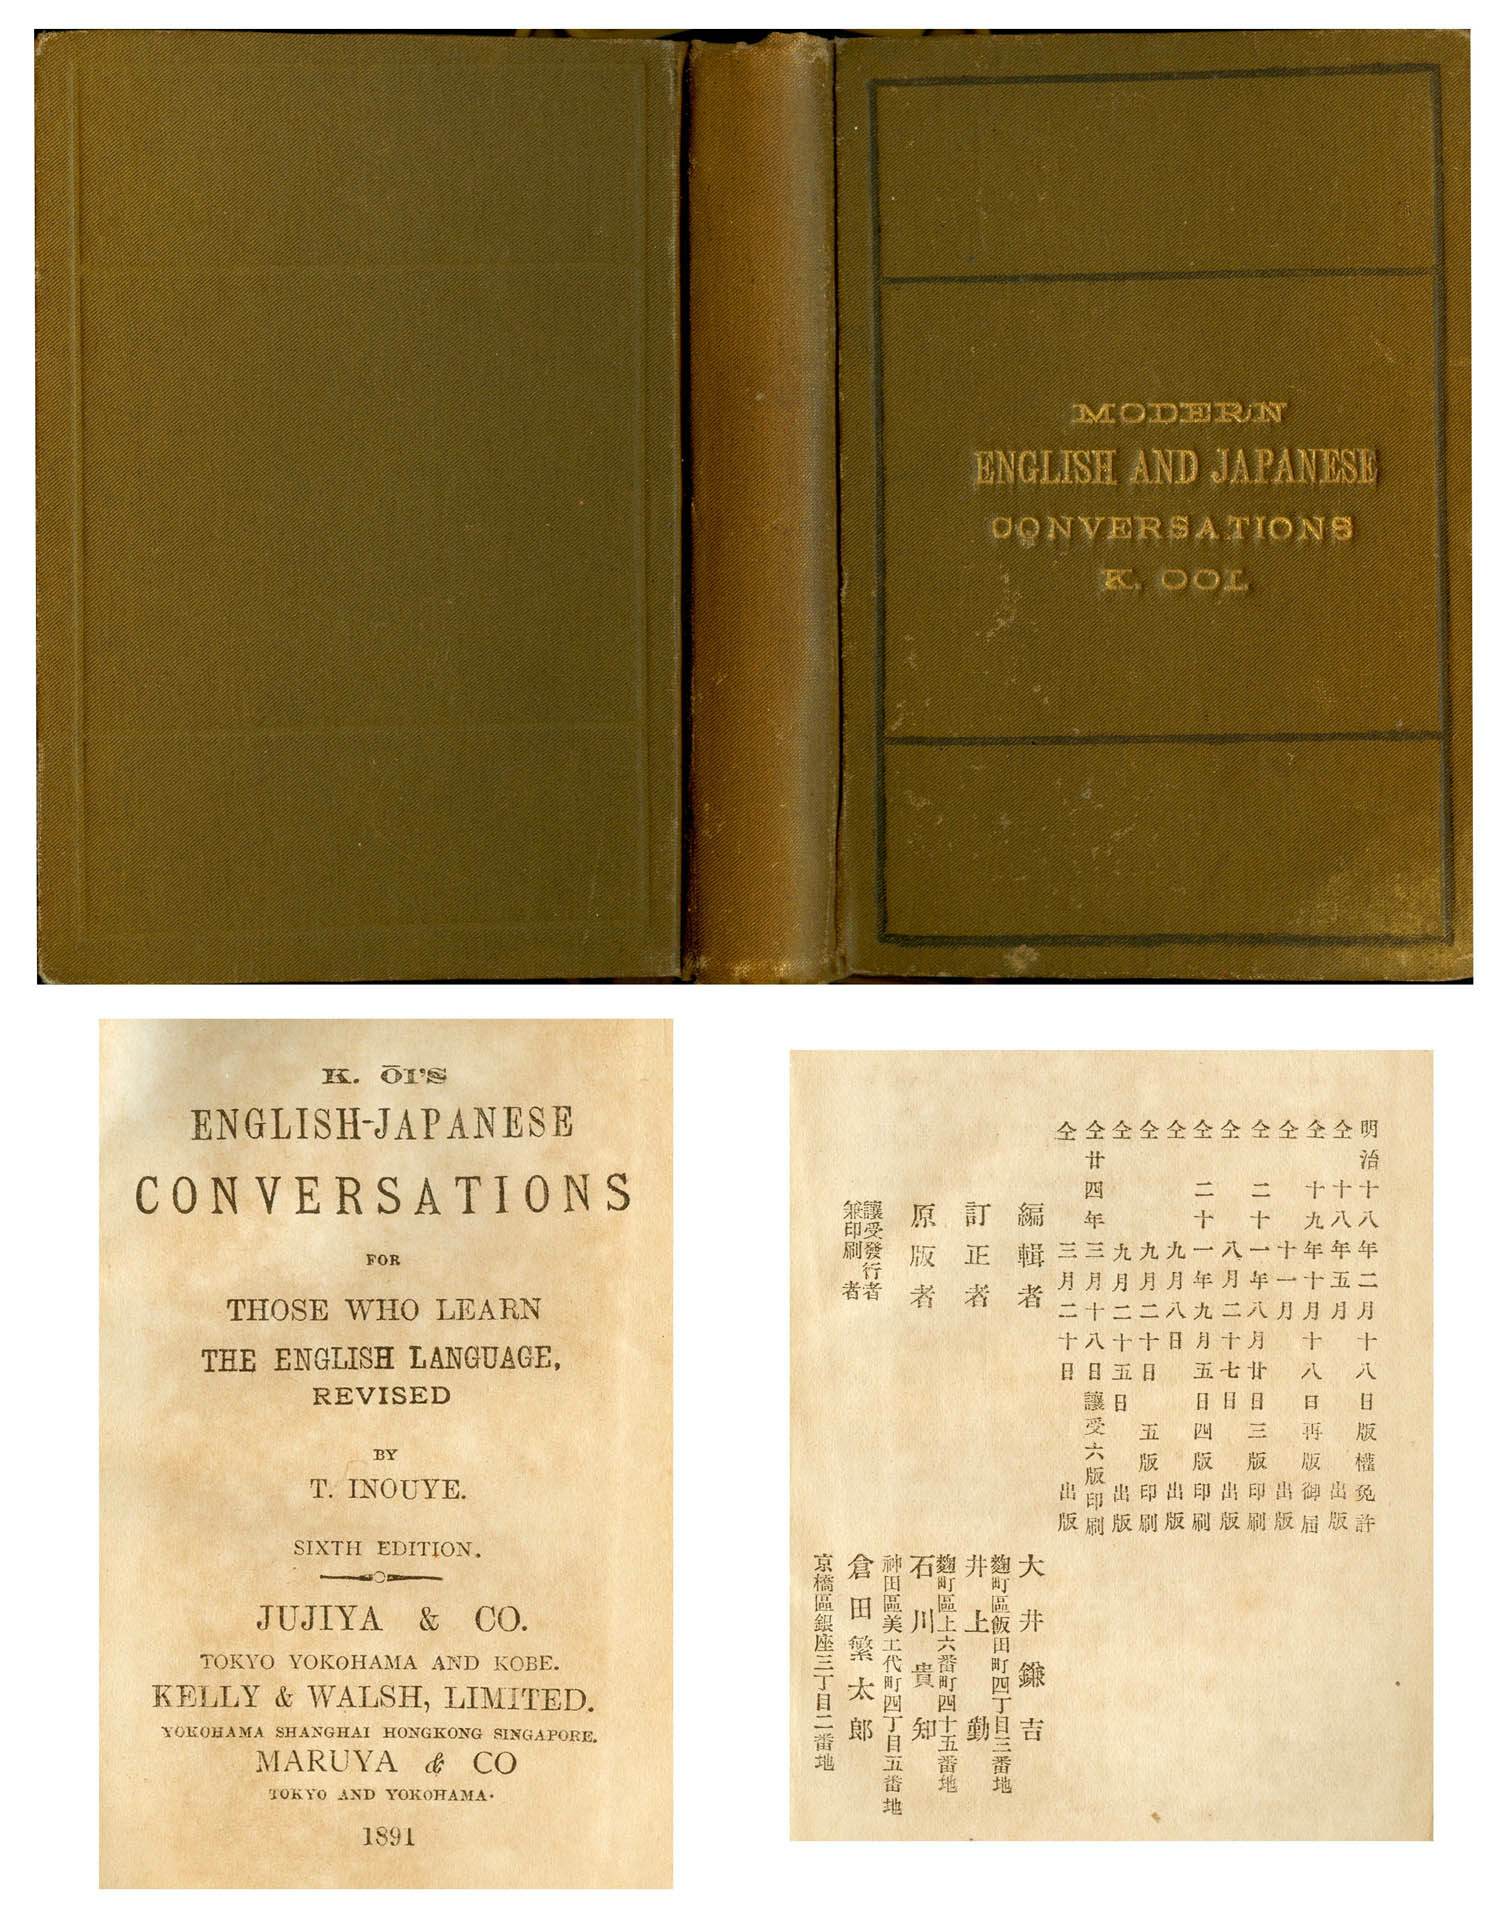 MODERN
ENGLISH AND JAPANESE
CONVERSATIONS
K. OOI.
K. ŌI'S
ENGLISH-JAPANESE
CONVERSATIONS
FOR
THOSE WHO LEARN
THE ENGLISH LANGUAGE,
REVISED
BY
T. INOUYE.
SIXTH EDITION.
JUJIYA & CO.
TOKYO YOKOHAMA AND KOBE.
KELLY & WALSH, LIMITED.
YOKOHAMA SHANGHAI HONGKONG SINGAPORE.
MARUYA & CO
TOKYO AND YOKOHAMA.
1891
明治十八年二月十八日版權免許
仝十八年五月出版
仝十九年十月十八日再版御屆
仝十一月出版
仝二十一年八月廿日三版印刷
仝八月二十七日出版
仝二十一年九月五日四版印刷
仝九月八日出版
仝九月二十日五版印刷
仝九月二十五日出版
仝廿四年三月十八日讓受六版印刷
仝三月二十日出版
編輯者 大井鎌吉
麴町區飯田町四丁目三番地
訂正者 井上勤
麴町區上六番町四十五番地
原版者 石川貴知
神田區美土代町四丁目五番地
讓受發行者
兼印刷者 倉田繁太郎
京橋區銀座三丁目二番地